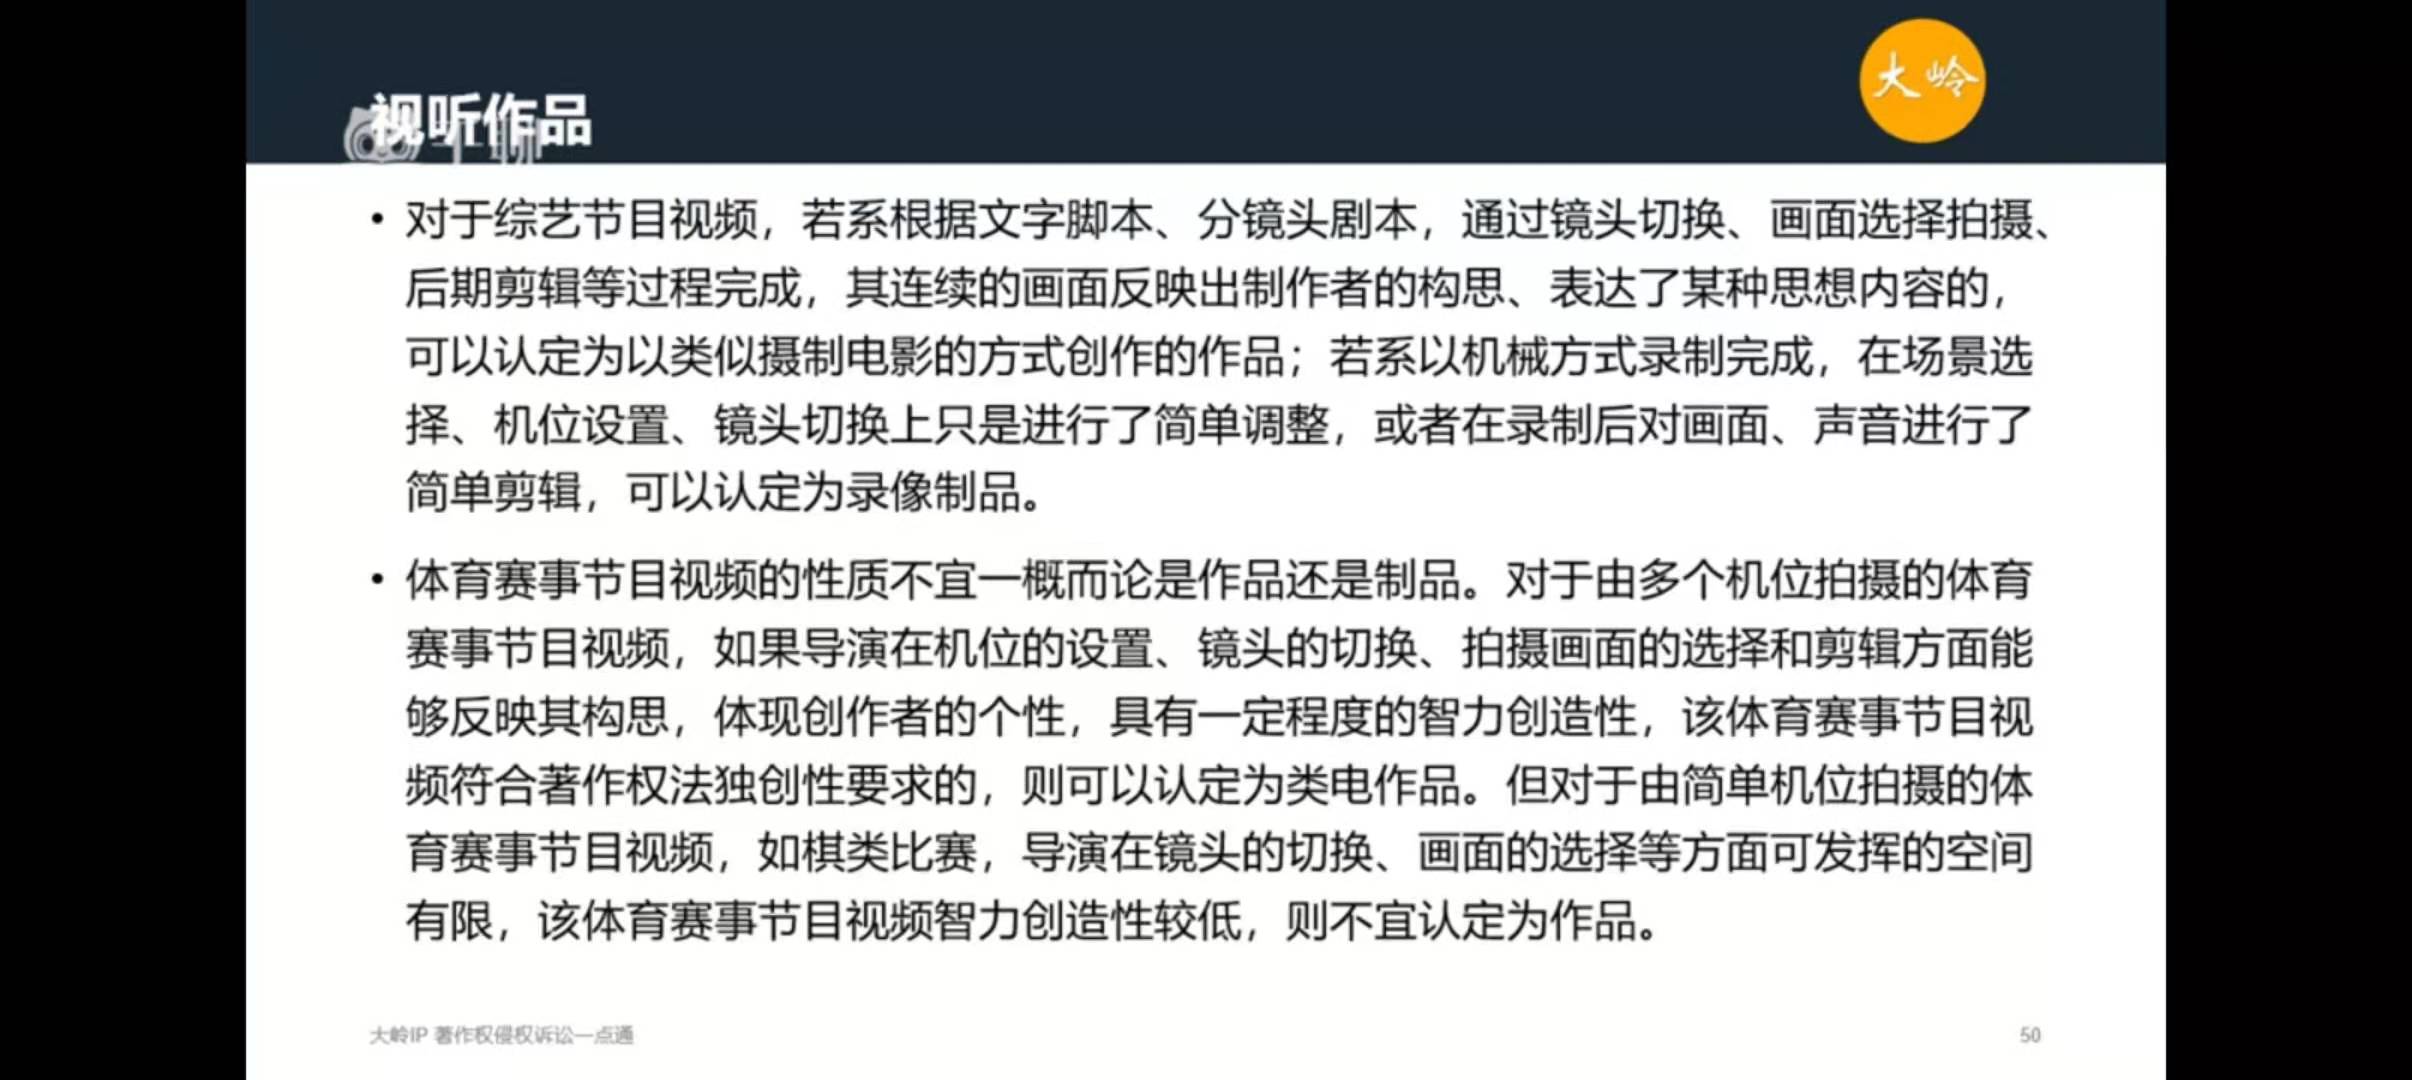 大岭
视听作品
• 对于综艺节目视频，若系根据文字脚本、分镜头剧本，通过镜头切换、画面选择拍摄、
后期剪辑等过程完成，其连续的画面反映出制作者的构思、表达了某种思想内容的，
可以认定为以类似摄制电影的方式创作的作品；若系以机械方式录制完成，在场景选
择、机位设置、镜头切换上只是进行了简单调整，或者在录制后对画面、声音进行了
简单剪辑，可以认定为录像制品。
• 体育赛事节目视频的性质不宜一概而论是作品还是制品。对于由多个机位拍摄的体育
赛事节目视频，如果导演在机位的设置、镜头的切换、拍摄画面的选择和剪辑方面能
够反映其构思，体现创作者的个性，具有一定程度的智力创造性，该体育赛事节目视
频符合著作权法独创性要求的，则可以认定为类电作品。但对于由简单机位拍摄的体
育赛事节目视频，如棋类比赛，导演在镜头的切换、画面的选择等方面可发挥的空间
有限，该体育赛事节目视频智力创造性较低，则不宜认定为作品。
大岭IP 著作权侵权诉讼一点通
50